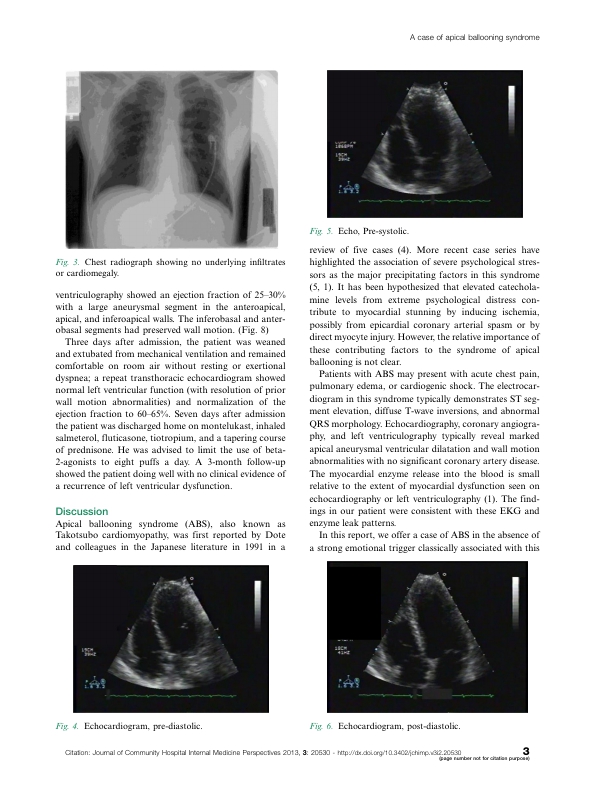 A case of apical ballooning syndrome
Fig. 3. Chest radiograph showing no underlying infiltrates
or cardiomegaly.
ventriculography showed an ejection fraction of 25–30%
with a large aneurysmal segment in the anteroapical,
apical, and inferoapical walls. The inferobasal and anter-
obasal segments had preserved wall motion. (Fig. 8)
Three days after admission, the patient was weaned
and extubated from mechanical ventilation and remained
comfortable on room air without resting or exertional
dyspnea; a repeat transthoracic echocardiogram showed
normal left ventricular function (with resolution of prior
wall motion abnormalities) and normalization of the
ejection fraction to 60–65%. Seven days after admission
the patient was discharged home on montelukast, inhaled
salmeterol, fluticasone, tiotropium, and a tapering course
of prednisone. He was advised to limit the use of beta-
2-agonists to eight puffs a day. A 3-month follow-up
showed the patient doing well with no clinical evidence of
a recurrence of left ventricular dysfunction.
Discussion
Apical ballooning syndrome (ABS), also known as
Takotsubo cardiomyopathy, was first reported by Dote
and colleagues in the Japanese literature in 1991 in a
15CM
39HZ
Fig. 4. Echocardiogram, pre-diastolic.
15CM
39HZ
Fig. 5. Echo, Pre-systolic.
review of five cases (4). More recent case series have
highlighted the association of severe psychological stres-
sors as the major precipitating factors in this syndrome
(5, 1). It has been hypothesized that elevated catechola-
mine levels from extreme psychological distress con-
tribute to myocardial stunning by inducing ischemia,
possibly from epicardial coronary arterial spasm or by
direct myocyte injury. However, the relative importance of
these contributing factors to the syndrome of apical
ballooning is not clear.
Patients with ABS may present with acute chest pain,
pulmonary edema, or cardiogenic shock. The electrocar-
diogram in this syndrome typically demonstrates ST seg-
ment elevation, diffuse T-wave inversions, and abnormal
QRS morphology. Echocardiography, coronary angiogra-
phy, and left ventriculography typically reveal marked
apical aneurysmal ventricular dilatation and wall motion
abnormalities with no significant coronary artery disease.
The myocardial enzyme release into the blood is small
relative to the extent of myocardial dysfunction seen on
echocardiography or left ventriculography (1). The find-
ings in our patient were consistent with these EKG and
enzyme leak patterns.
In this report, we offer a case of ABS in the absence of
a strong emotional trigger classically associated with this
41HZ
Fig. 6. Echocardiogram, post-diastolic.
Citation: Journal of Community Hospital Internal Medicine Perspectives 2013, 3: 20530 - http://dx.doi.org/10.3402/jchimp.v3i2.20530
3
(page number not for citation purpose)